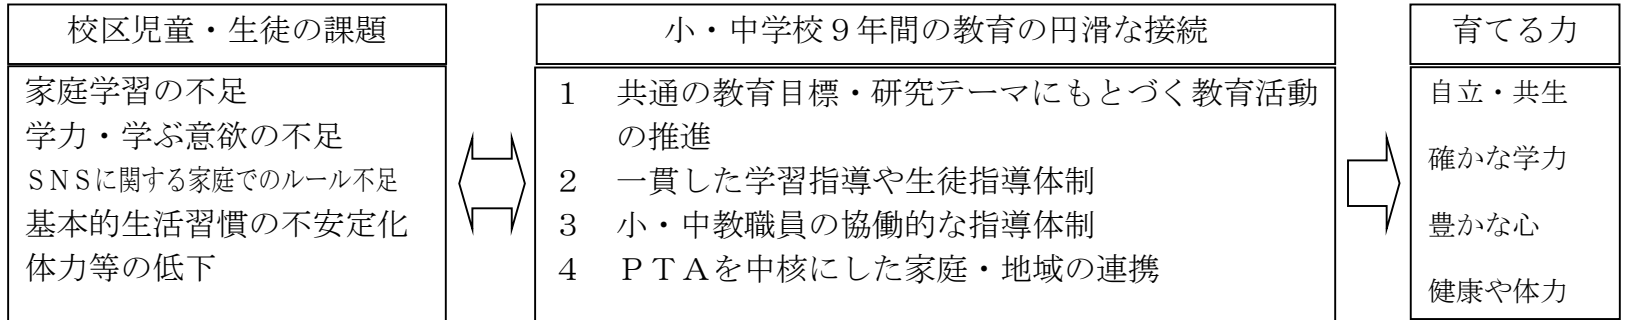 校区児童・生徒の課題
家庭学習の不足
学力・学ぶ意欲の不足
ＳＮＳに関する家庭でのルール不足
基本的生活習慣の不安定化
体力等の低下
小・中学校９年間の教育の円滑な接続
１　共通の教育目標・研究テーマにもとづく教育活動
の推進
２　一貫した学習指導や生徒指導体制
３　小・中教職員の協働的な指導体制
４　ＰＴＡを中核にした家庭・地域の連携
育てる力
自立・共生
確かな学力
豊かな心
健康や体力